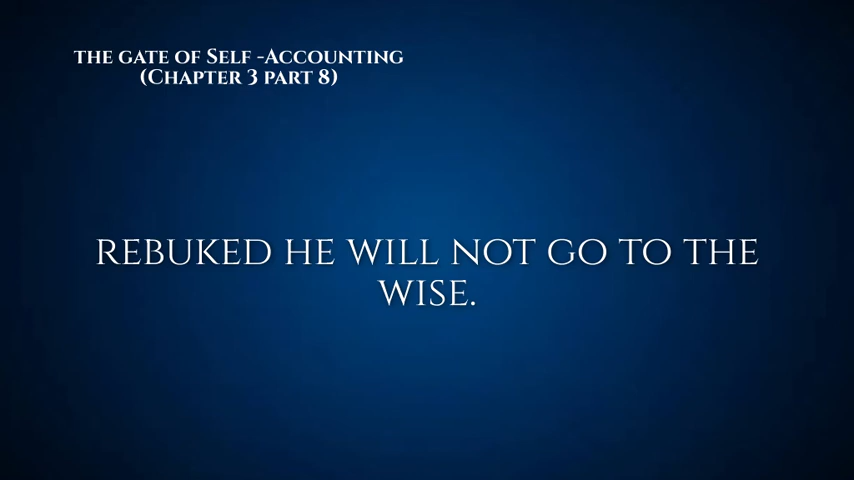 the gate of Self -Accounting
(Chapter 3 part 8)
rebuked he will not go to the
wise.